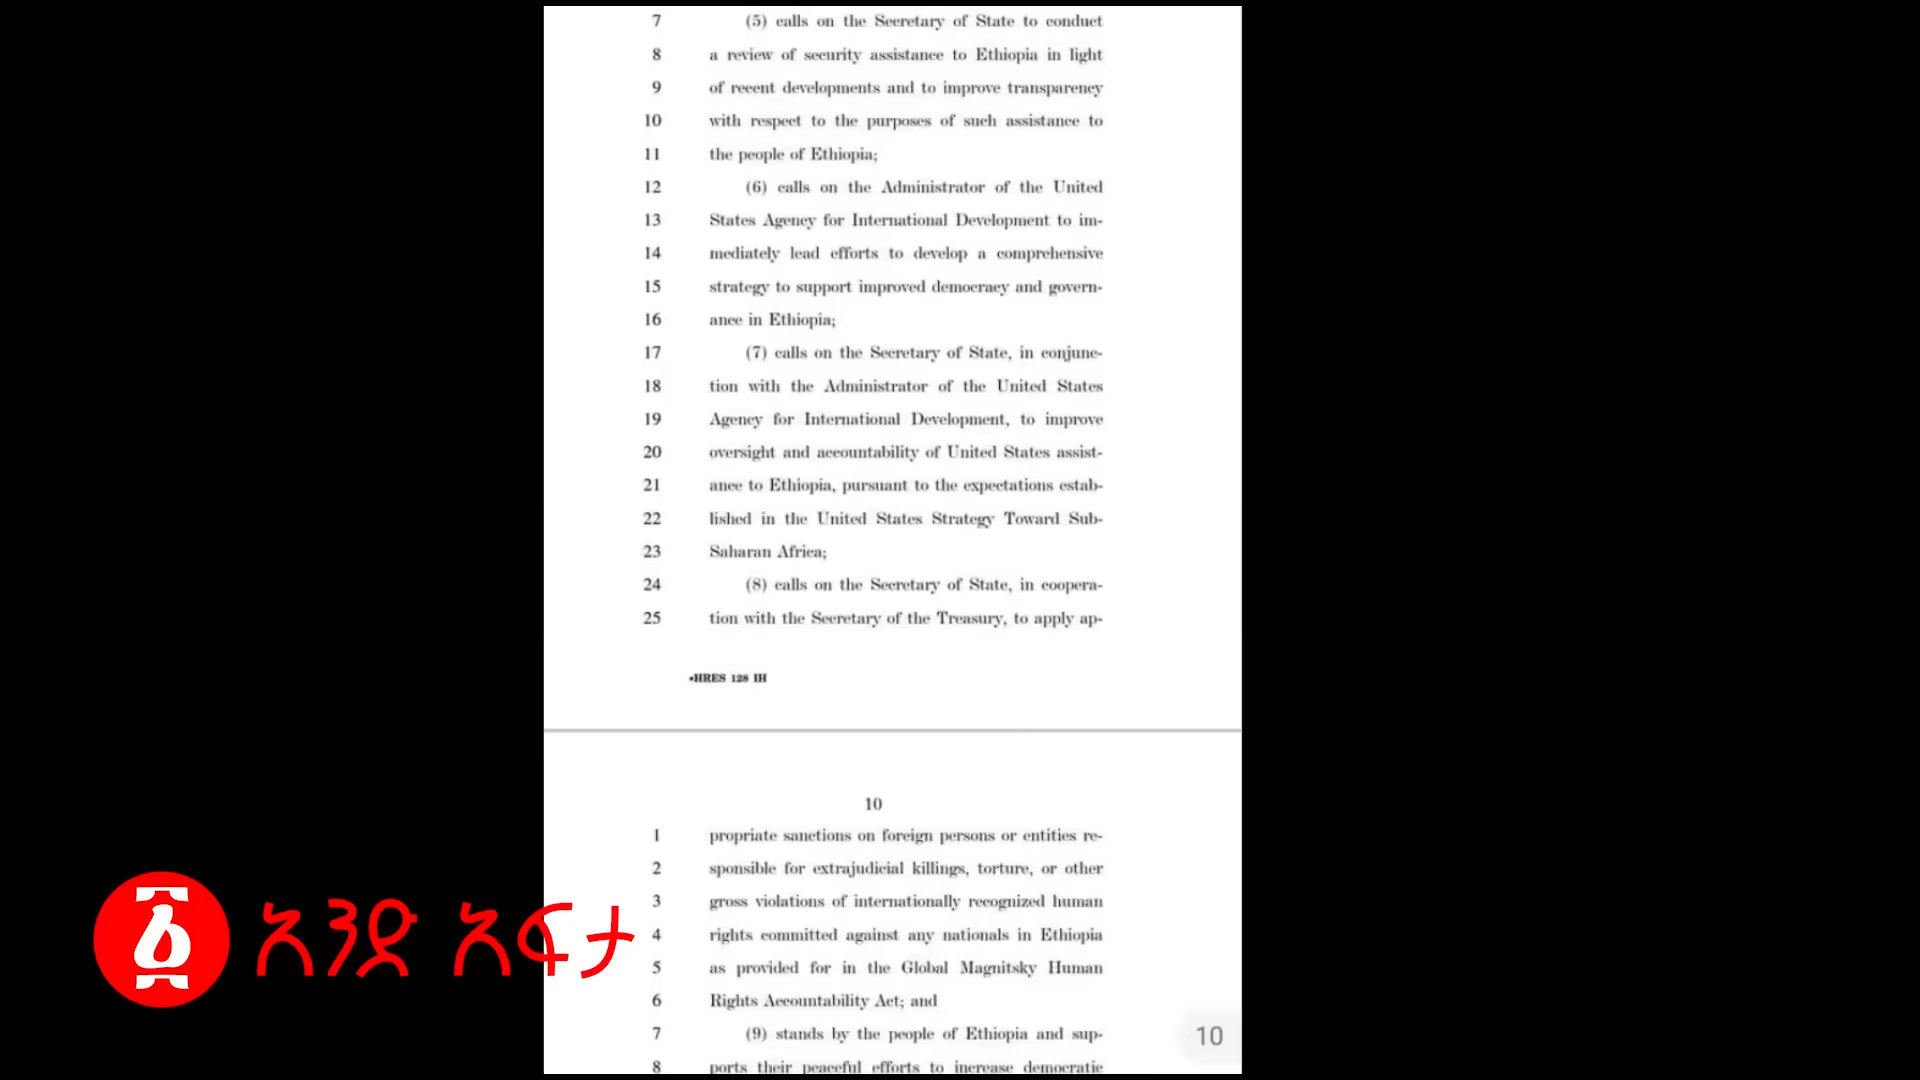 7 (5) calls on the Secretary of State to conduct
8 a review of security assistance to Ethiopia in light
9 of recent developments and to improve transparency
10 with respect to the purposes of such assistance to
11 the people of Ethiopia;
12 (6) calls on the Administrator of the United
13 States Agency for International Development to im-
14 mediately lead efforts to develop a comprehensive
15 strategy to support improved democracy and govern-
16 ance in Ethiopia;
17 (7) calls on the Secretary of State, in conjunc-
18 tion with the Administrator of the United States
19 Agency for International Development, to improve
20 oversight and accountability of United States assist-
21 ance to Ethiopia, pursuant to the expectations estab-
22 lished in the United States Strategy Toward Sub-
23 Saharan Africa;
24 (8) calls on the Secretary of State, in coopera-
25 tion with the Secretary of the Treasury, to apply ap-
•HRES 128 IH
10
1 propriate sanctions on foreign persons or entities re-
2 sponsible for extrajudicial killings, torture, or other
3 gross violations of internationally recognized human
4 rights committed against any nationals in Ethiopia
5 as provided for in the Global Magnitsky Human
6 Rights Accountability Act; and
7 (9) stands by the people of Ethiopia and sup-
8 ports their peaceful efforts to increase democratic
10
አንድ አፍታ